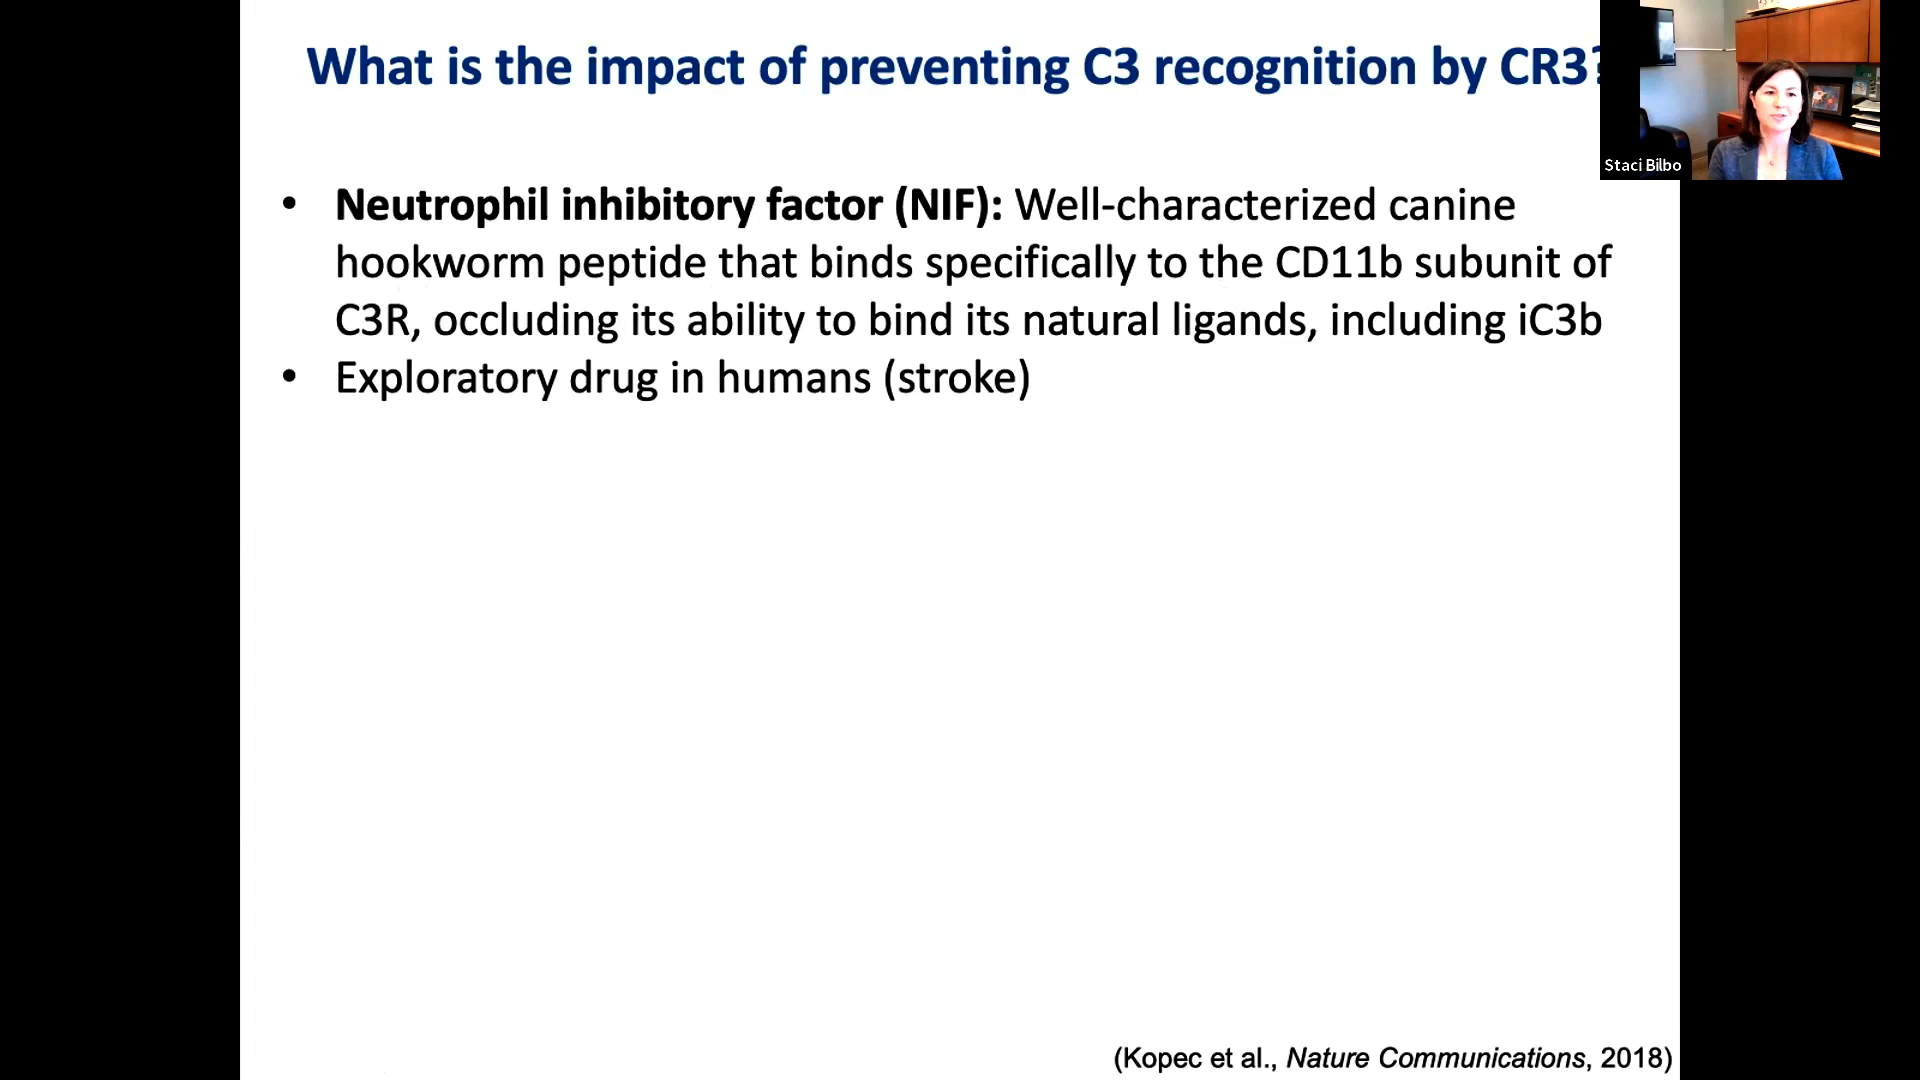 What is the impact of preventing C3 recognition by CR3?
Staci Bilbo
• Neutrophil inhibitory factor (NIF): Well-characterized canine
hookworm peptide that binds specifically to the CD11b subunit of
C3R, occluding its ability to bind its natural ligands, including iC3b
• Exploratory drug in humans (stroke)
(Kopec et al., Nature Communications, 2018)